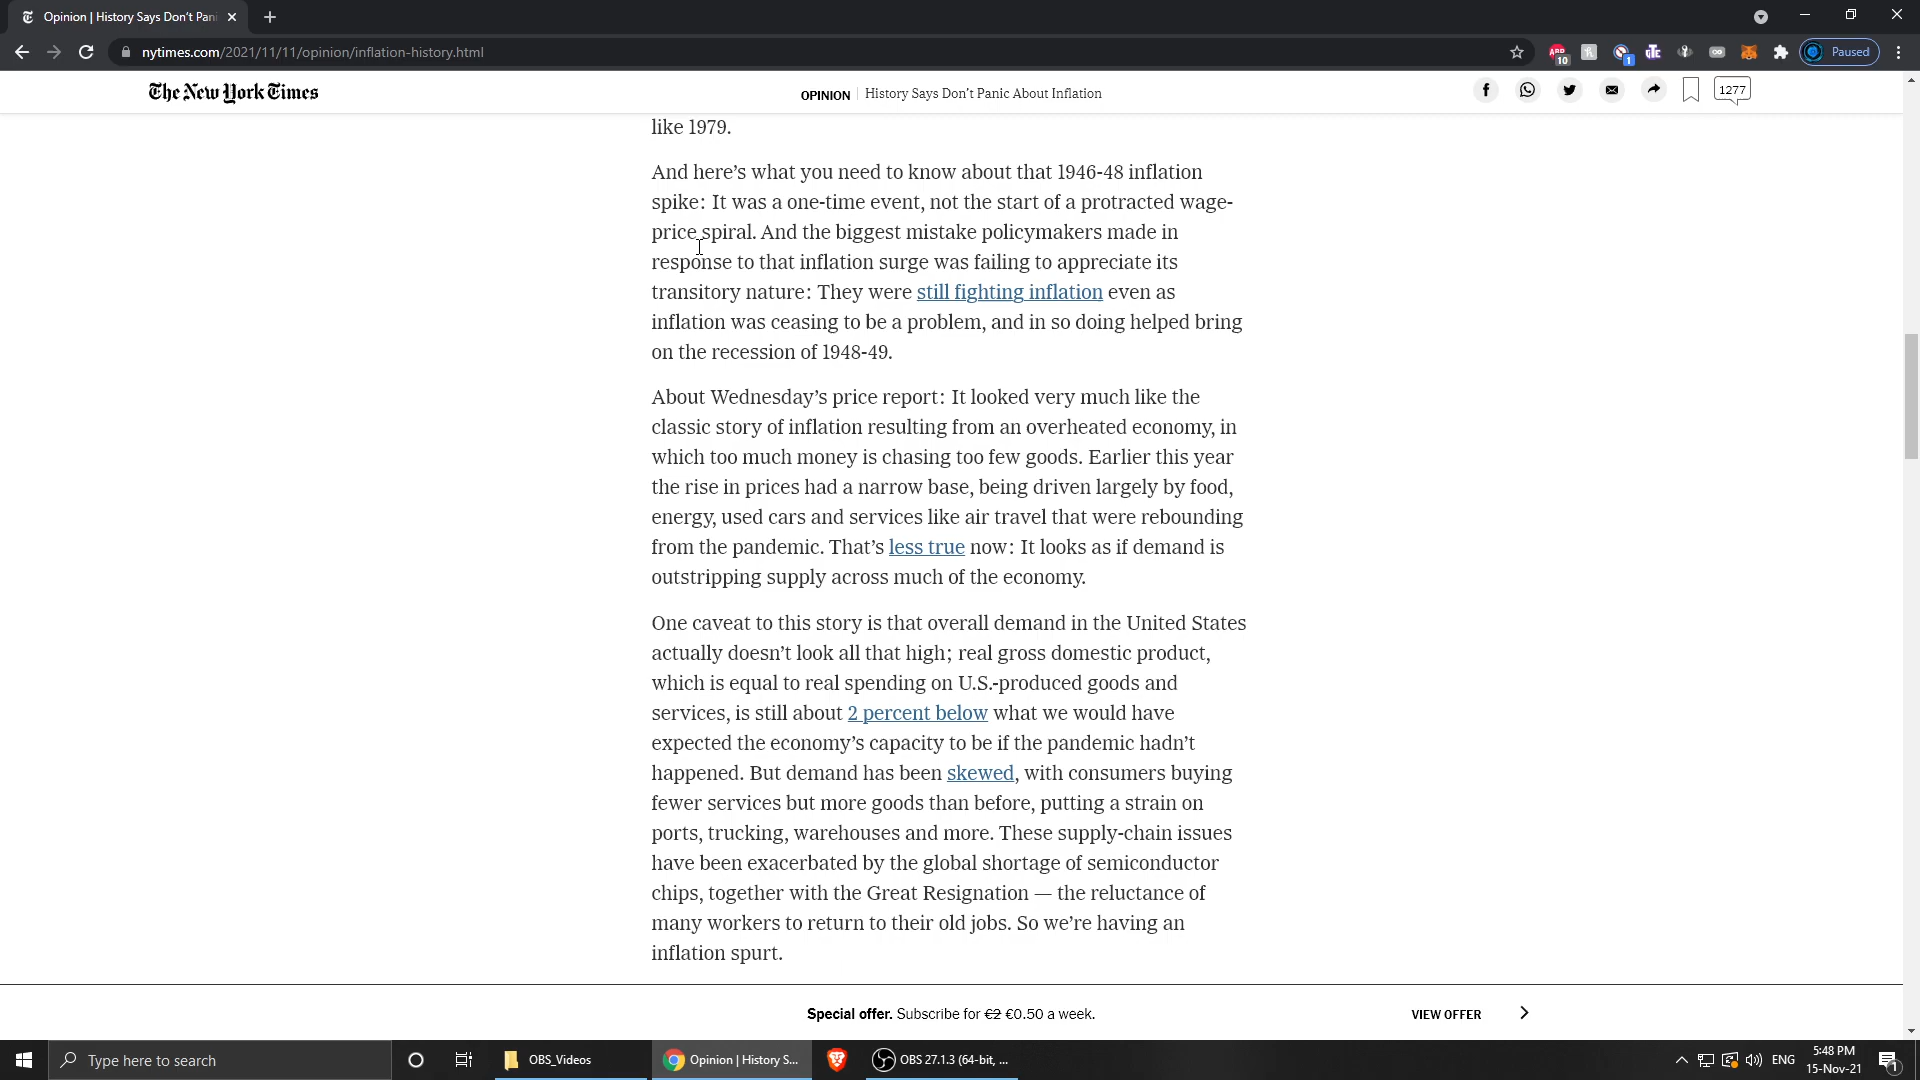 Opinion | History Says Don't Pani
nytimes.com/2021/11/11/opinion/inflation-history.html
10
1
Paused
The New York Times
OPINION
History Says Don't Panic About Inflation
1277
like 1979.
And here's what you need to know about that 1946-48 inflation
spike: It was a one-time event, not the start of a protracted wage-
price spiral. And the biggest mistake policymakers made in
response to that inflation surge was failing to appreciate its
transitory nature: They were still fighting inflation even as
inflation was ceasing to be a problem, and in so doing helped bring
on the recession of 1948-49.
About Wednesday's price report: It looked very much like the
classic story of inflation resulting from an overheated economy, in
which too much money is chasing too few goods. Earlier this year
the rise in prices had a narrow base, being driven largely by food,
energy, used cars and services like air travel that were rebounding
from the pandemic. That's less true now: It looks as if demand is
outstripping supply across much of the economy.
One caveat to this story is that overall demand in the United States
actually doesn't look all that high; real gross domestic product,
which is equal to real spending on U.S.-produced goods and
services, is still about 2 percent below what we would have
expected the economy's capacity to be if the pandemic hadn't
happened. But demand has been skewed, with consumers buying
fewer services but more goods than before, putting a strain on
ports, trucking, warehouses and more. These supply-chain issues
have been exacerbated by the global shortage of semiconductor
chips, together with the Great Resignation — the reluctance of
many workers to return to their old jobs. So we're having an
inflation spurt.
Special offer. Subscribe for €2 €0.50 a week.
VIEW OFFER
Type here to search
OBS_Videos
Opinion | History S...
OBS 27.1.3 (64-bit, ...
ENG
5:48 PM
15-Nov-21
1